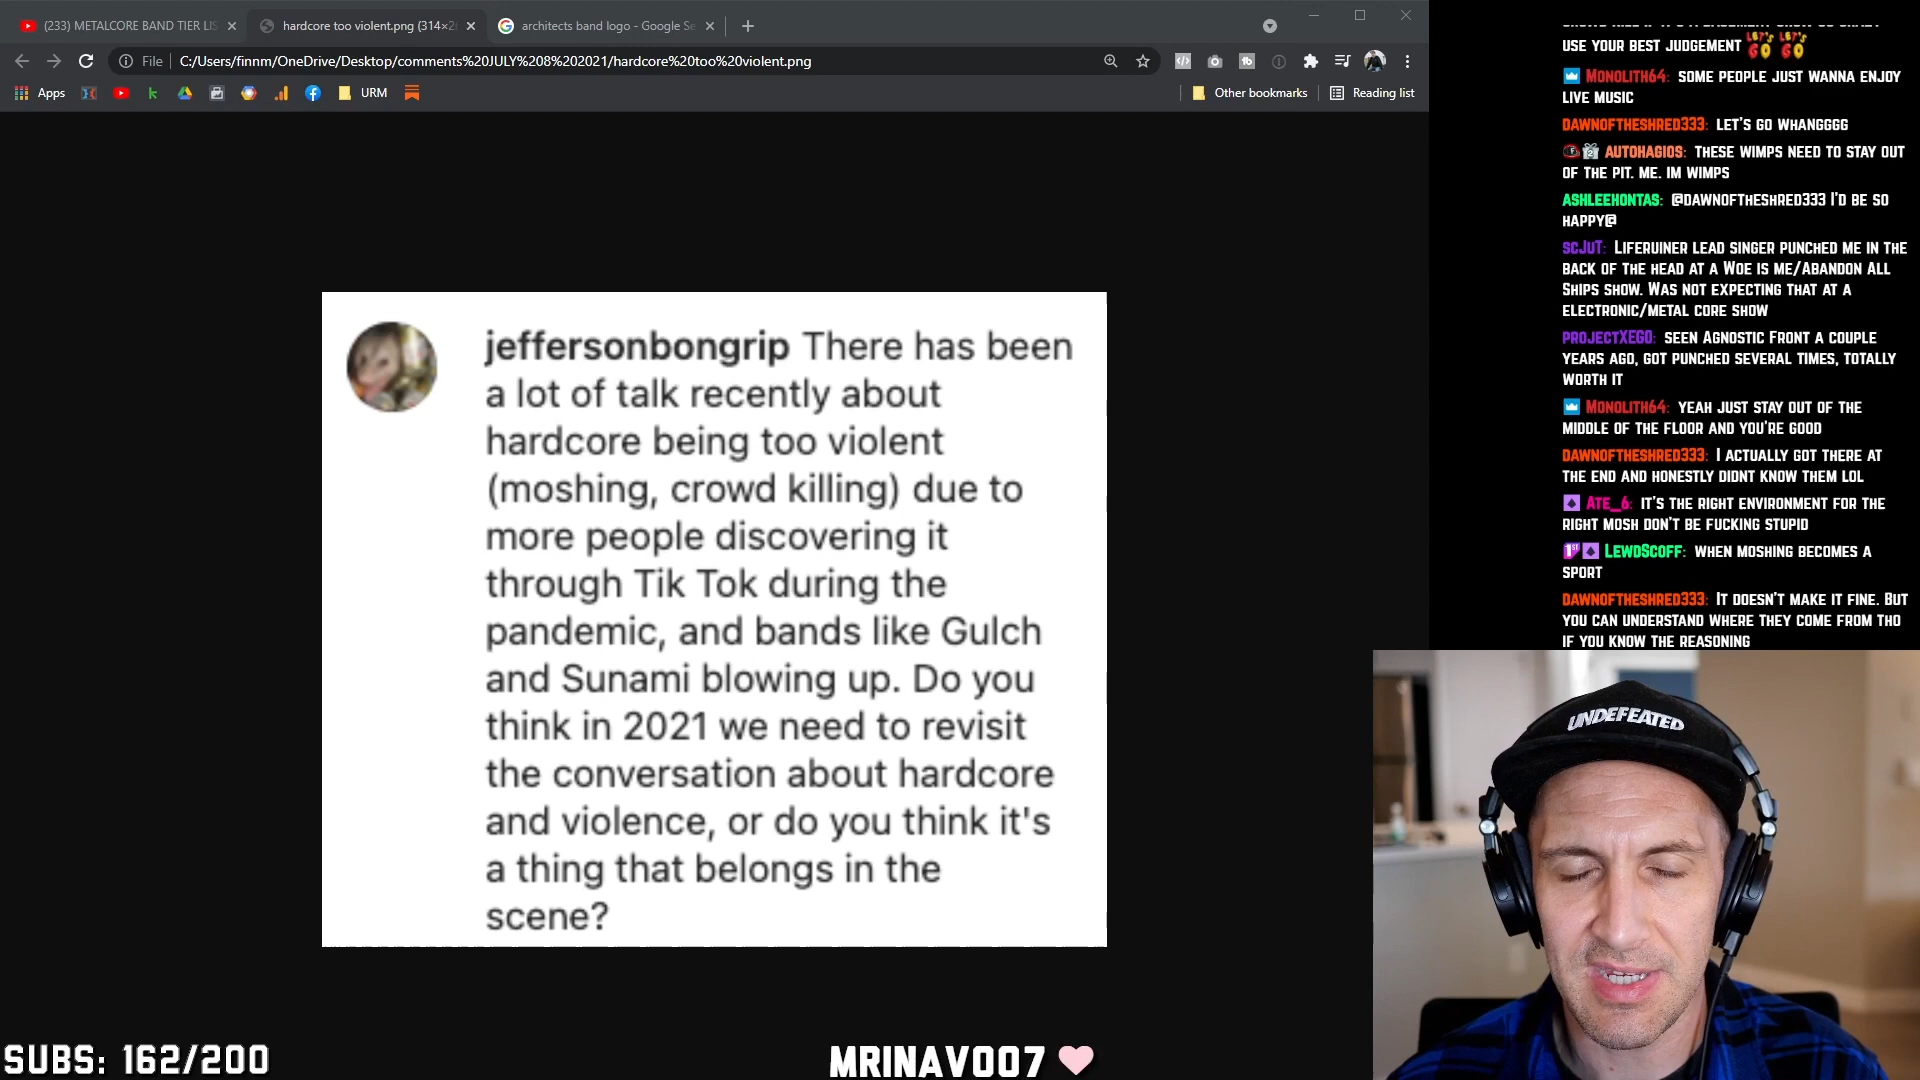 (233) METALCORE BAND TIER LIS
hardcore too violent.png (314×2
architects band logo - Google Se
File
C:/Users/finnm/OneDrive/Desktop/comments%20JULY%208%202021/hardcore%20too%20violent.png
Apps
URM
Other bookmarks
Reading list
jeffersonbongrip There has been
a lot of talk recently about
hardcore being too violent
(moshing, crowd killing) due to
more people discovering it
through Tik Tok during the
pandemic, and bands like Gulch
and Sunami blowing up. Do you
think in 2021 we need to revisit
the conversation about hardcore
and violence, or do you think it's
a thing that belongs in the
scene?
USE YOUR BEST JUDGEMENT LET'S GO LET'S GO
MONOLITH64: SOME PEOPLE JUST WANNA ENJOY
LIVE MUSIC
DAWNOFTHESHRED333: LET'S GO WHANGGGG
AUTOHAGIOS: THESE WIMPS NEED TO STAY OUT
OF THE PIT. ME. IM WIMPS
ASHLEEHONTAS: @DAWNOFTHESHRED333 I'D BE SO
HAPPY@
SCJUT: LIFERUINER LEAD SINGER PUNCHED ME IN THE
BACK OF THE HEAD AT A WOE IS ME/ABANDON ALL
SHIPS SHOW. WAS NOT EXPECTING THAT AT A
ELECTRONIC/METAL CORE SHOW
PROJECTXEGO: SEEN AGNOSTIC FRONT A COUPLE
YEARS AGO, GOT PUNCHED SEVERAL TIMES, TOTALLY
WORTH IT
MONOLITH64: YEAH JUST STAY OUT OF THE
MIDDLE OF THE FLOOR AND YOU'RE GOOD
DAWNOFTHESHRED333: I ACTUALLY GOT THERE AT
THE END AND HONESTLY DIDNT KNOW THEM LOL
ATE_6: IT'S THE RIGHT ENVIRONMENT FOR THE
RIGHT MOSH DON'T BE FUCKING STUPID
1ST LEWDSCOFF: WHEN MOSHING BECOMES A
SPORT
DAWNOFTHESHRED333: IT DOESN'T MAKE IT FINE. BUT
YOU CAN UNDERSTAND WHERE THEY COME FROM THO
IF YOU KNOW THE REASONING
UNDEFEATED
SUBS: 162/200
MRINAV007